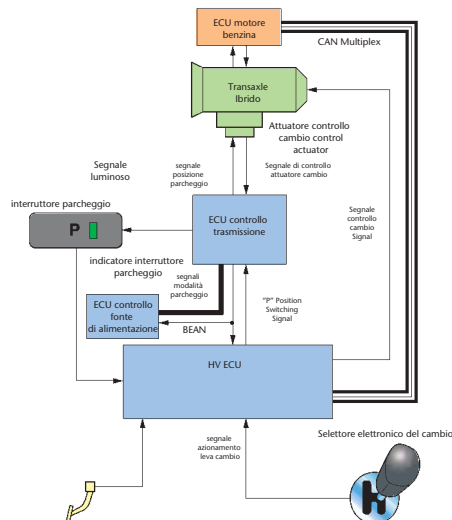 ECU motore
benzina
CAN Multiplex
Transaxle
Ibrido
Attuatore controllo
cambio control
actuator
Segnale
luminoso
segnale
posizione
parcheggio
Segnale di controllo
attuatore cambio
interruttore parcheggio
P
ECU controllo
trasmissione
Segnale
controllo
cambio
Signal
indicatore interruttore
parcheggio
segnali
modalità
parcheggio
ECU controllo
fonte
di alimentazione
BEAN
"P" Position
Switching
Signal
HV ECU
segnale
azionamento
leva cambio
Selettore elettronico del cambio